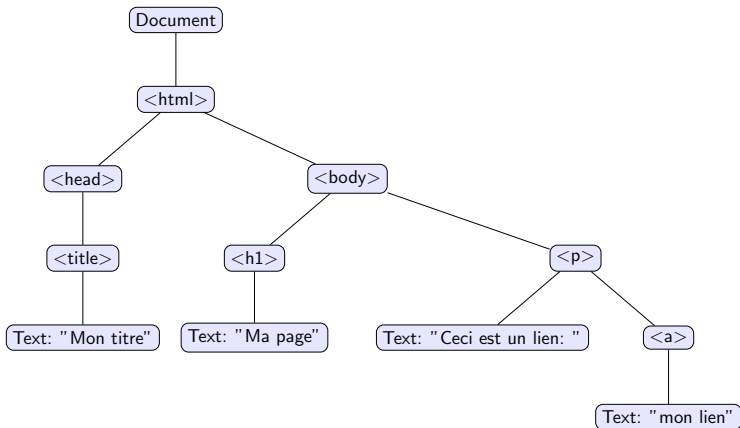 Document
<html>
<head>
<body>
<title>
<h1>
<p>
Text: "Mon titre"
Text: "Ma page"
Text: "Ceci est un lien: "
<a>
Text: "mon lien"